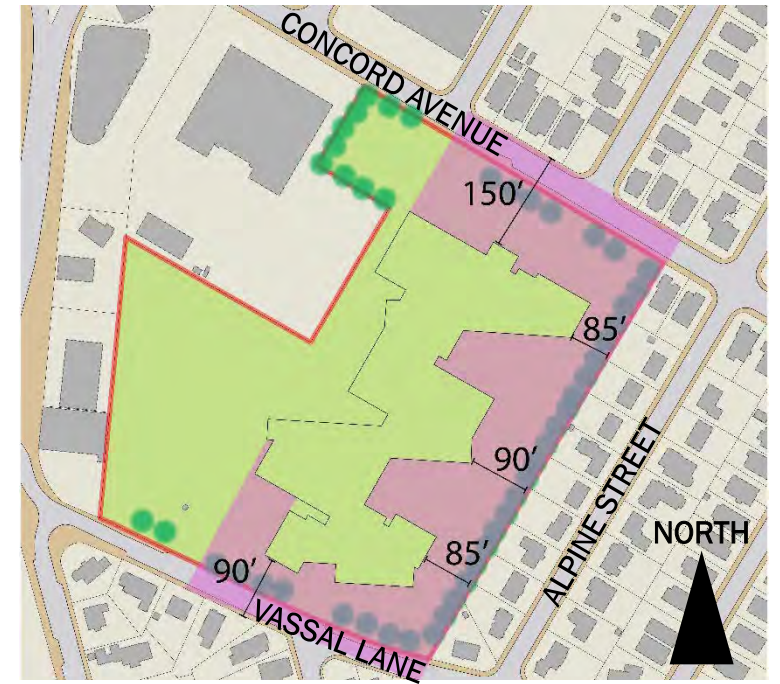 CONCORD AVENUE
150′
85′
90′
ALPINE STREET
NORTH
85′
90′
VASSAL LANE